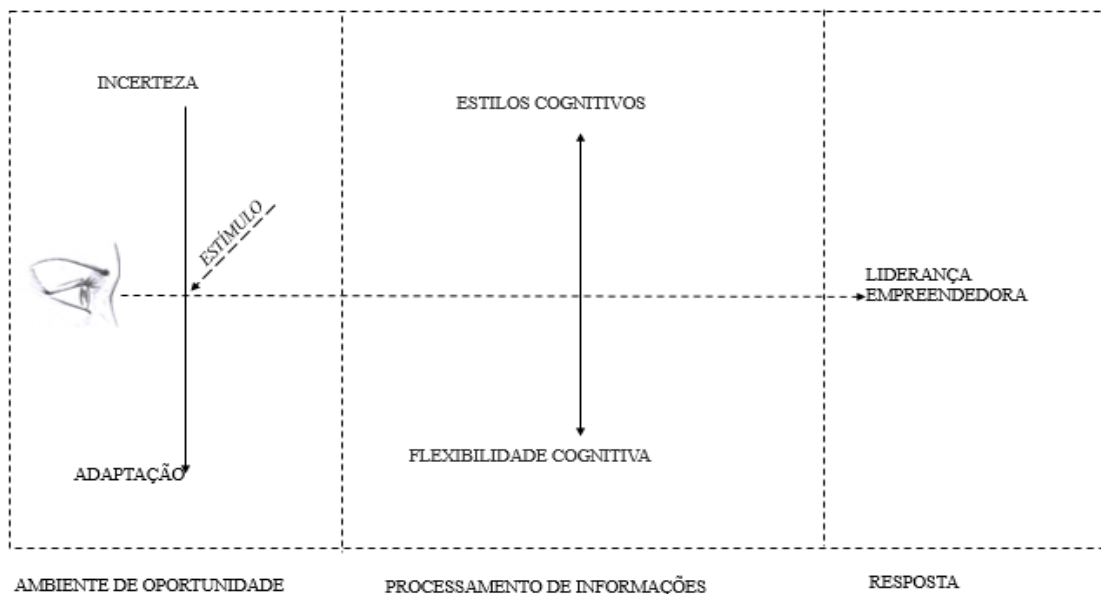 INCERTEZA
ESTILOS COGNITIVOS
ESTÍMULO
LIDERANÇA
EMPREENDEDORA
FLEXIBILIDADE COGNITIVA
ADAPTAÇÃO
AMBIENTE DE OPORTUNIDADE
PROCESSAMENTO DE INFORMAÇÕES
RESPOSTA